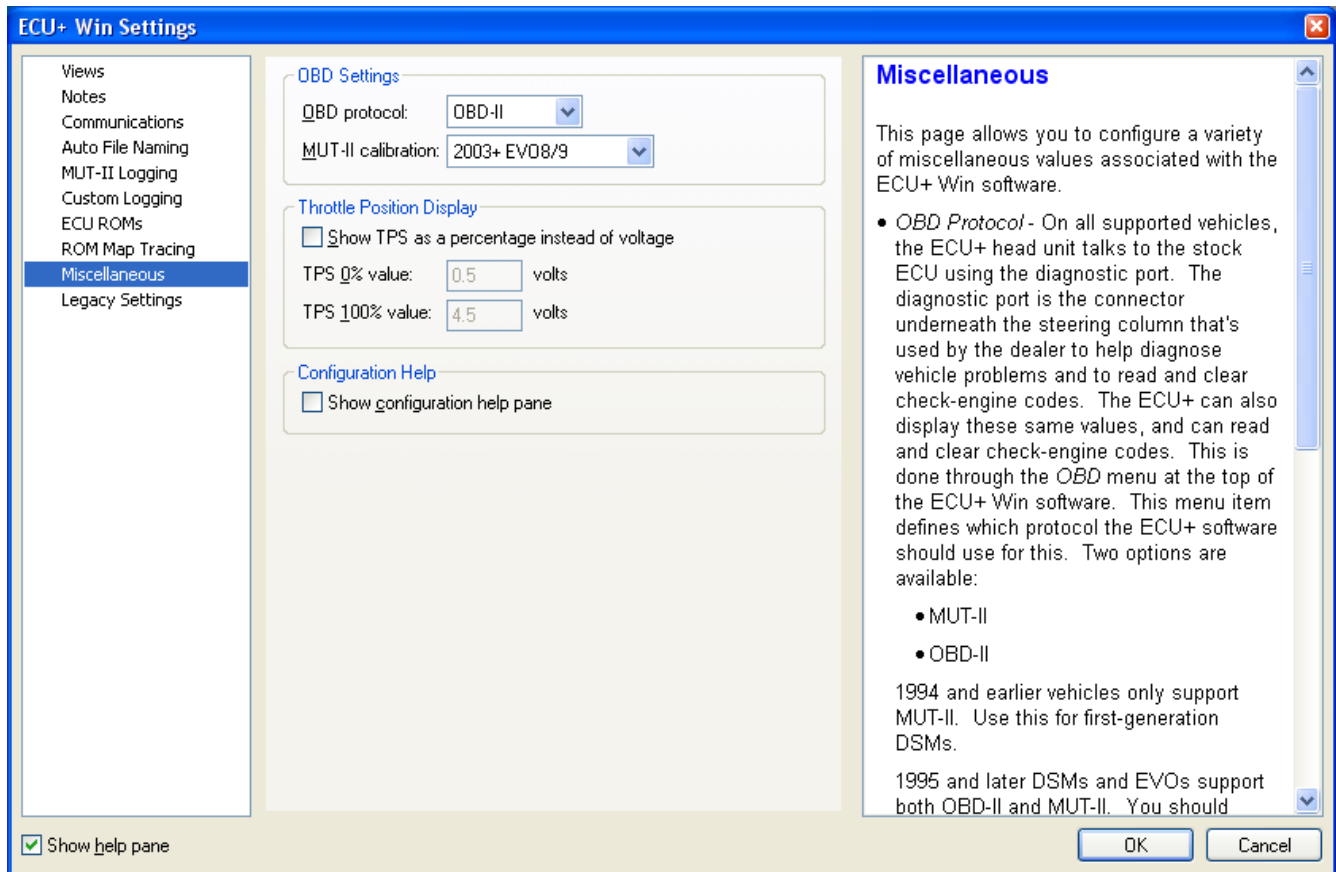 ECU+ Win Settings
Views
Notes
Communications
Auto File Naming
MUT-II Logging
Custom Logging
ECU ROMs
ROM Map Tracing
Miscellaneous
Legacy Settings
OBD Settings
OBD protocol: OBD-II
MUT-II calibration: 2003+ EVO8/9
Throttle Position Display
Show TPS as a percentage instead of voltage
TPS 0% value: 0.5 volts
TPS 100% value: 4.5 volts
Configuration Help
Show configuration help pane
Miscellaneous
This page allows you to configure a variety
of miscellaneous values associated with the
ECU+ Win software.
• OBD Protocol - On all supported vehicles,
the ECU+ head unit talks to the stock
ECU using the diagnostic port. The
diagnostic port is the connector
underneath the steering column that's
used by the dealer to help diagnose
vehicle problems and to read and clear
check-engine codes. The ECU+ can also
display these same values, and can read
and clear check-engine codes. This is
done through the OBD menu at the top of
the ECU+ Win software. This menu item
defines which protocol the ECU+ software
should use for this. Two options are
available:
• MUT-II
• OBD-II
1994 and earlier vehicles only support
MUT-II. Use this for first-generation
DSMs.
1995 and later DSMs and EVOs support
both OBD-II and MUT-II. You should
Show help pane
OK
Cancel